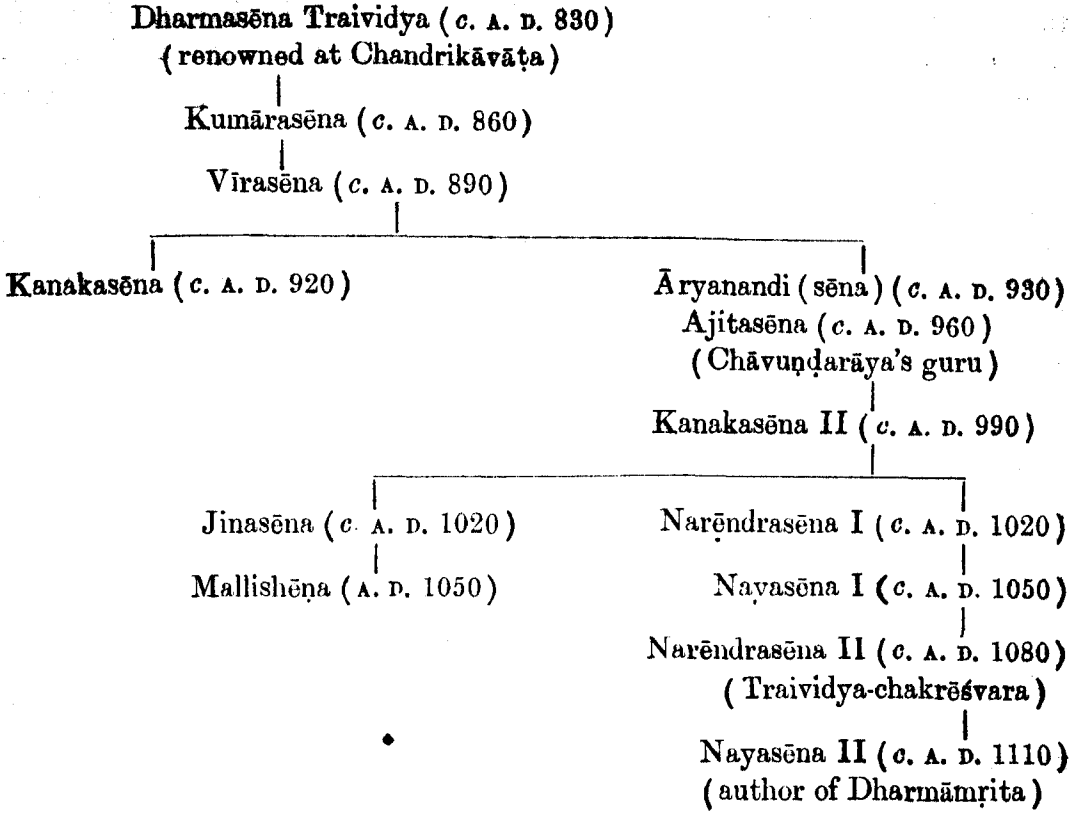 Dharmasēna Traividya (c. A. D. 830)
(renowned at Chandrikāvāṭa)
Kumārasēna (c. A. D. 860)
Vīrasēna (c. A. D. 890)
Kanakasēna (c. A. D. 920)
Āryanandi (sēna) (c. A. D. 930)
Ajitasēna (c. A. D. 960)
(Chāvuṇḍarāya's guru)
Kanakasēna II (c. A. D. 990)
Jinasēna (c. A. D. 1020)
Narēndrasēna I (c. A. D. 1020)
Mallishēṇa (A. D. 1050)
Nayasēna I (c. A. D. 1050)
Narēndrasēna II (c. A. D. 1080)
(Traividya-chakrēśvara)
Nayasēna II (c. A. D. 1110)
(author of Dharmāmṛita)